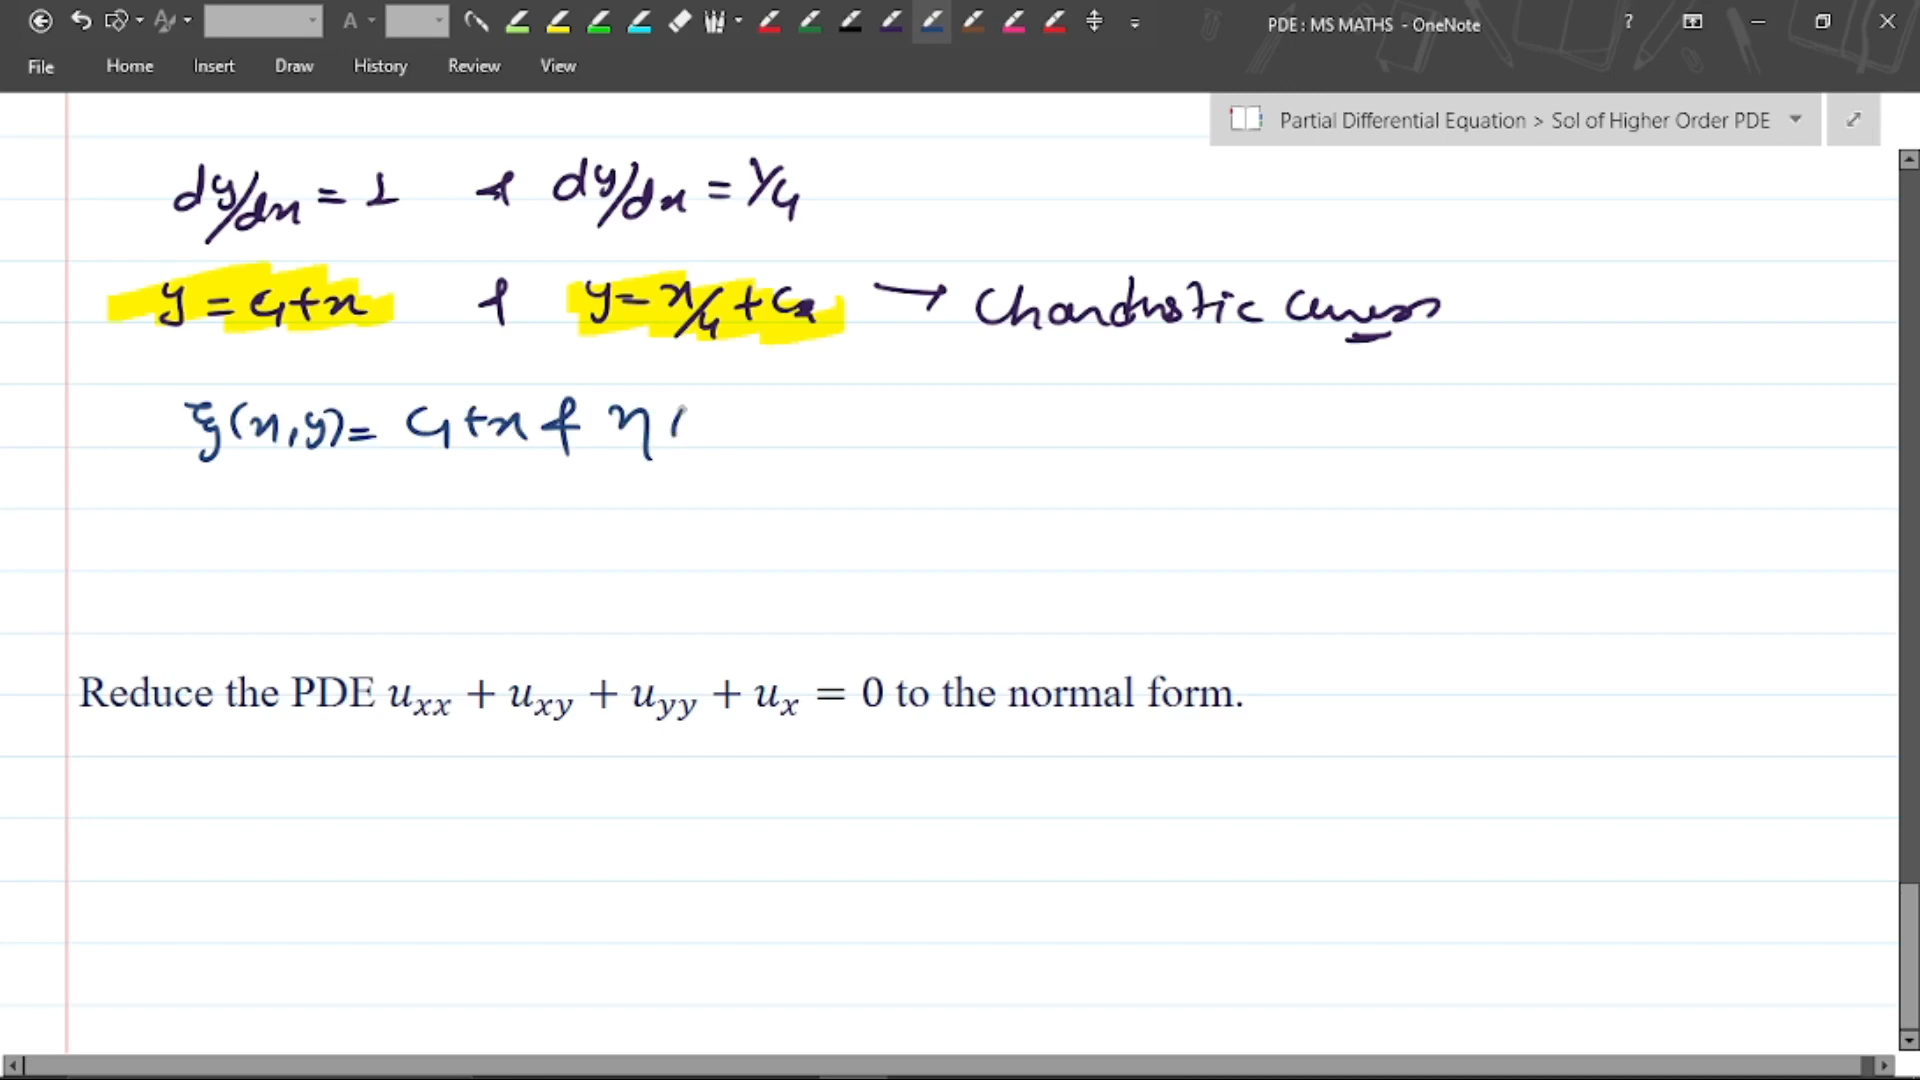 PDE : MS MATHS - OneNote
File Home Insert Draw History Review View
Partial Differential Equation > Sol of Higher Order PDE
dy/dx = 1 & dy/dx = 1/4
y = c₁+x & y = x/4 + c₂ → Charactristic curves
ξ(x,y) = c₁+x & η (
Reduce the PDE uₓₓ + uₓᵧ + uᵧᵧ + uₓ = 0 to the normal form.